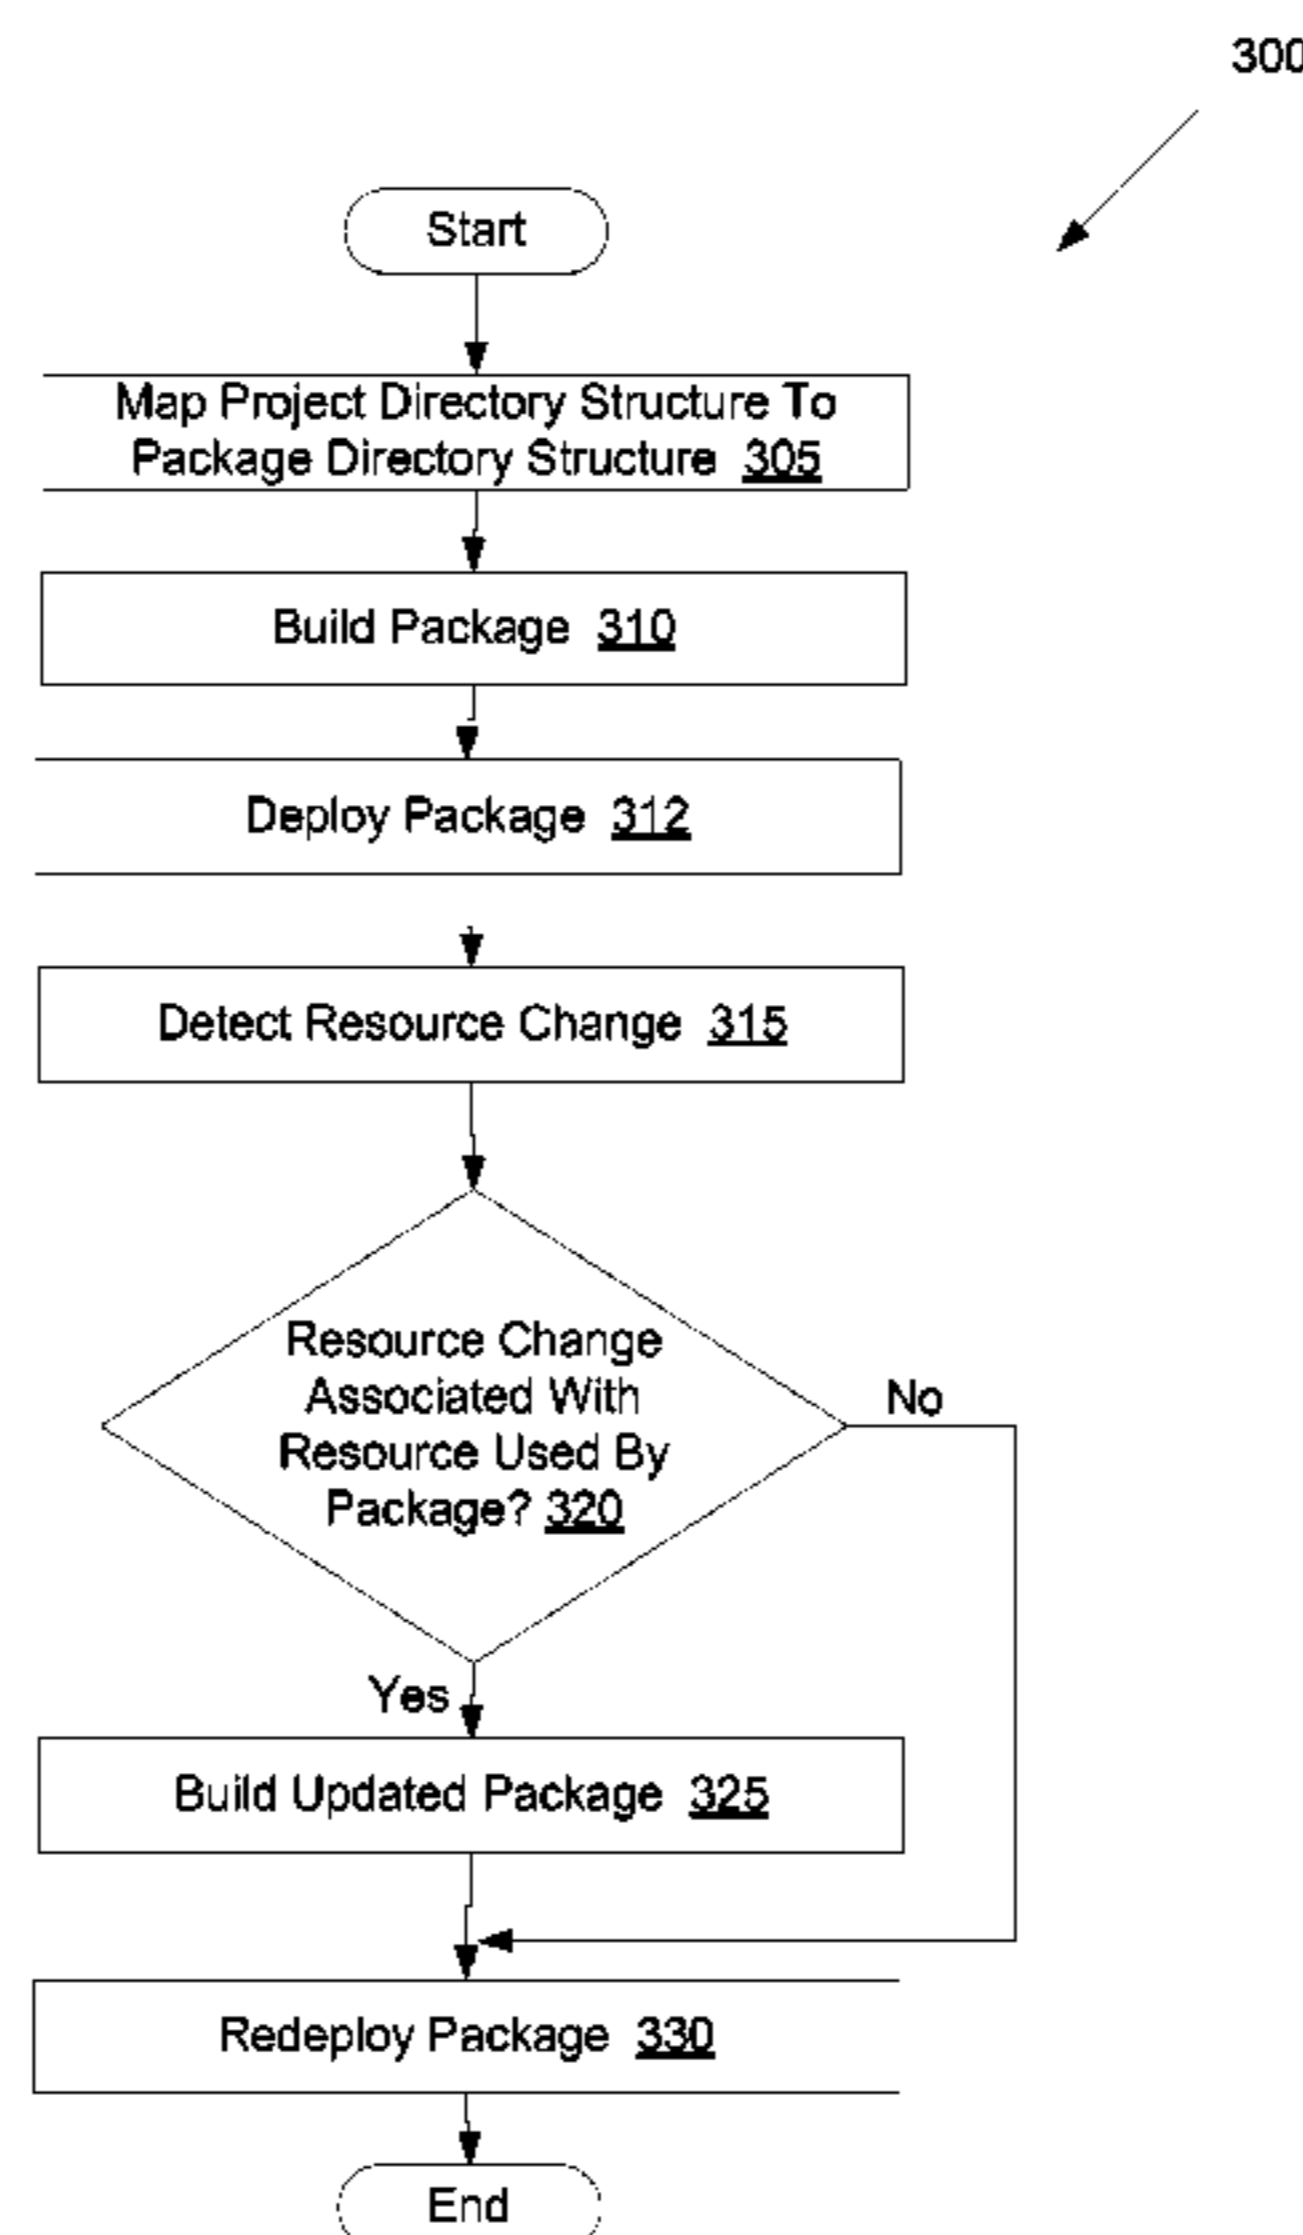 300
Start
Map Project Directory Structure To
Package Directory Structure 305
Build Package 310
Deploy Package 312
Detect Resource Change 315
Resource Change
Associated With
Resource Used By
Package? 320
No
Yes
Build Updated Package 325
Redeploy Package 330
End